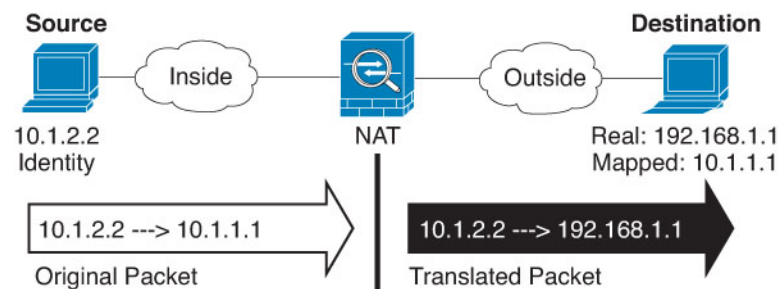 Source
Destination
Inside
Outside
10.1.2.2
Identity
NAT
Real: 192.168.1.1
Mapped: 10.1.1.1
10.1.2.2 ---> 10.1.1.1
10.1.2.2 ---> 192.168.1.1
Original Packet
Translated Packet